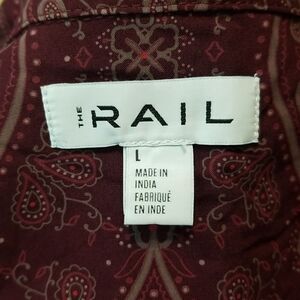 THE RAIL
L
MADE IN
INDIA
FABRIQUÉ
EN INDE